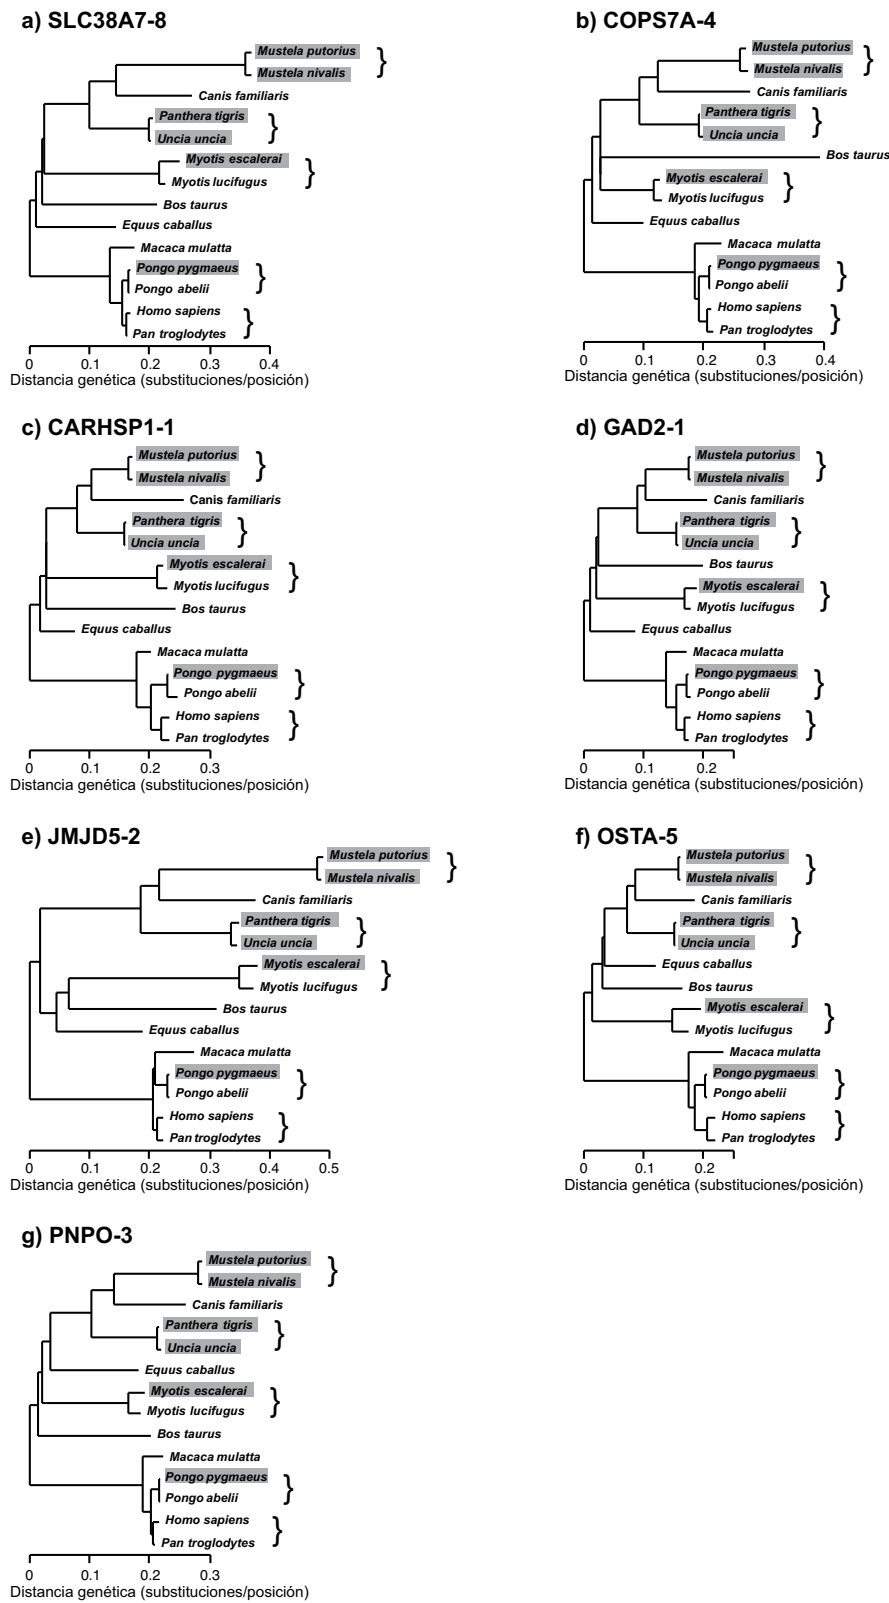 a) SLC38A7-8
Mustela putorius
}
Mustela nivalis
Canis familiaris
Panthera tigris
}
Uncia uncia
Myotis escalerai
}
Myotis lucifugus
Bos taurus
Equus caballus
Macaca mulatta
Pongo pygmaeus
}
Pongo abelii
Homo sapiens
}
Pan troglodytes
0 0.1 0.2 0.3 0.4
Distancia genética (substituciones/posición)
b) COPS7A-4
Mustela putorius
}
Mustela nivalis
Canis familiaris
Panthera tigris
}
Uncia uncia
Bos taurus
Myotis escalerai
}
Myotis lucifugus
Equus caballus
Macaca mulatta
Pongo pygmaeus
}
Pongo abelii
Homo sapiens
}
Pan troglodytes
0 0.1 0.2 0.3 0.4
Distancia genética (substituciones/posición)
c) CARHSP1-1
Mustela putorius
}
Mustela nivalis
Canis familiaris
Panthera tigris
}
Uncia uncia
Myotis escalerai
}
Myotis lucifugus
Bos taurus
Equus caballus
Macaca mulatta
Pongo pygmaeus
}
Pongo abelii
Homo sapiens
}
Pan troglodytes
0 0.1 0.2 0.3
Distancia genética (substituciones/posición)
d) GAD2-1
Mustela putorius
}
Mustela nivalis
Canis familiaris
Panthera tigris
}
Uncia uncia
Bos taurus
Myotis escalerai
}
Myotis lucifugus
Equus caballus
Macaca mulatta
Pongo pygmaeus
}
Pongo abelii
Homo sapiens
}
Pan troglodytes
0 0.1 0.2
Distancia genética (substituciones/posición)
e) JMJD5-2
Mustela putorius
}
Mustela nivalis
Canis familiaris
Panthera tigris
}
Uncia uncia
Myotis escalerai
}
Myotis lucifugus
Bos taurus
Equus caballus
Macaca mulatta
Pongo pygmaeus
}
Pongo abelii
Homo sapiens
}
Pan troglodytes
0 0.1 0.2 0.3 0.4 0.5
Distancia genética (substituciones/posición)
f) OSTA-5
Mustela putorius
}
Mustela nivalis
Canis familiaris
Panthera tigris
}
Uncia uncia
Equus caballus
Bos taurus
Myotis escalerai
}
Myotis lucifugus
Macaca mulatta
Pongo pygmaeus
}
Pongo abelii
Homo sapiens
}
Pan troglodytes
0 0.1 0.2
Distancia genética (substituciones/posición)
g) PNPO-3
Mustela putorius
}
Mustela nivalis
Canis familiaris
Panthera tigris
}
Uncia uncia
Equus caballus
Myotis escalerai
}
Myotis lucifugus
Bos taurus
Macaca mulatta
Pongo pygmaeus
}
Pongo abelii
Homo sapiens
}
Pan troglodytes
0 0.1 0.2 0.3
Distancia genética (substituciones/posición)